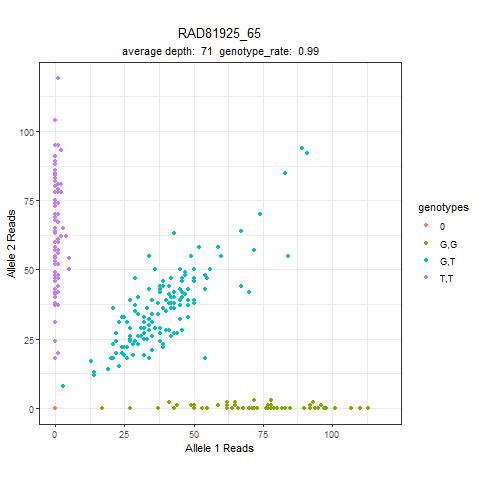 RAD81925_65
average depth:  71  genotype_rate:  0.99
Allele 2 Reads
100
75
50
25
0
0
25
50
75
100
Allele 1 Reads
genotypes
0
G,G
G,T
T,T